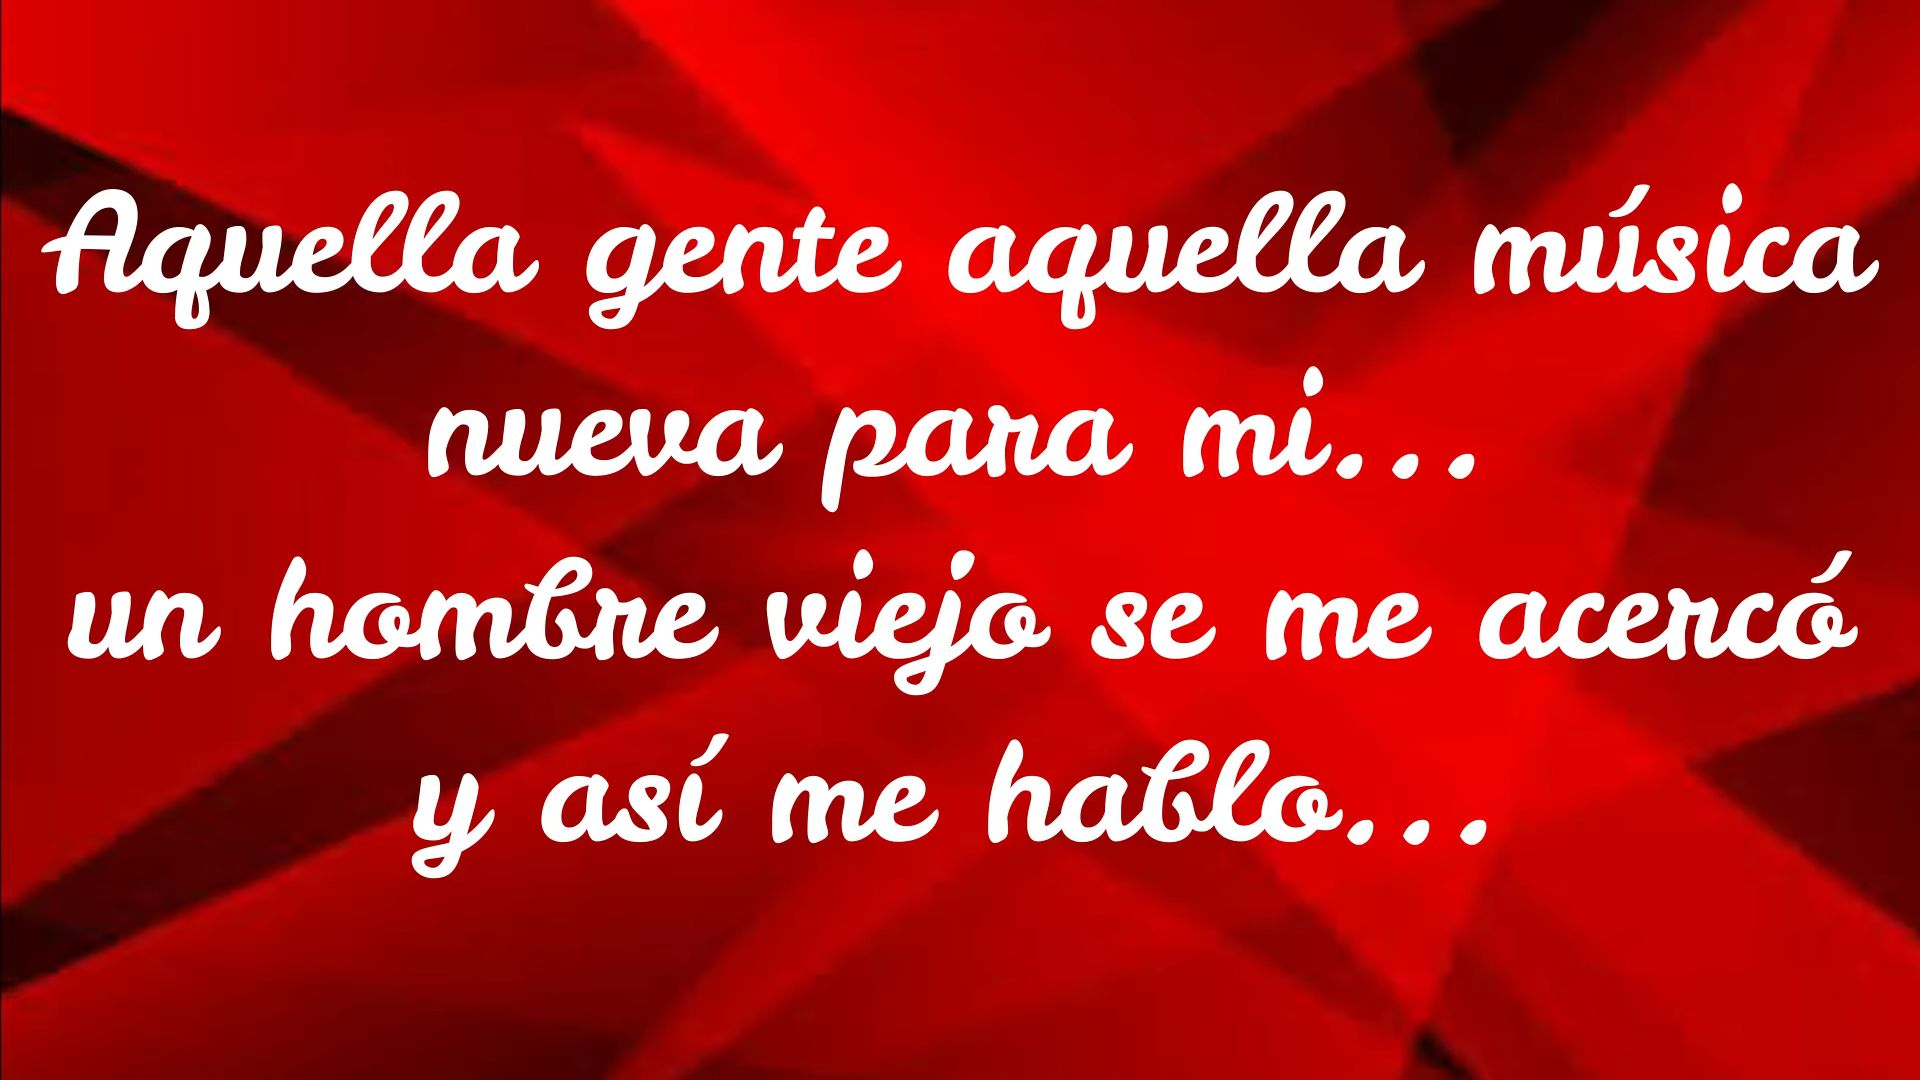 Aquella gente aquella música
nueva para mi...
un hombre viejo se me acercó
y así me hablo...